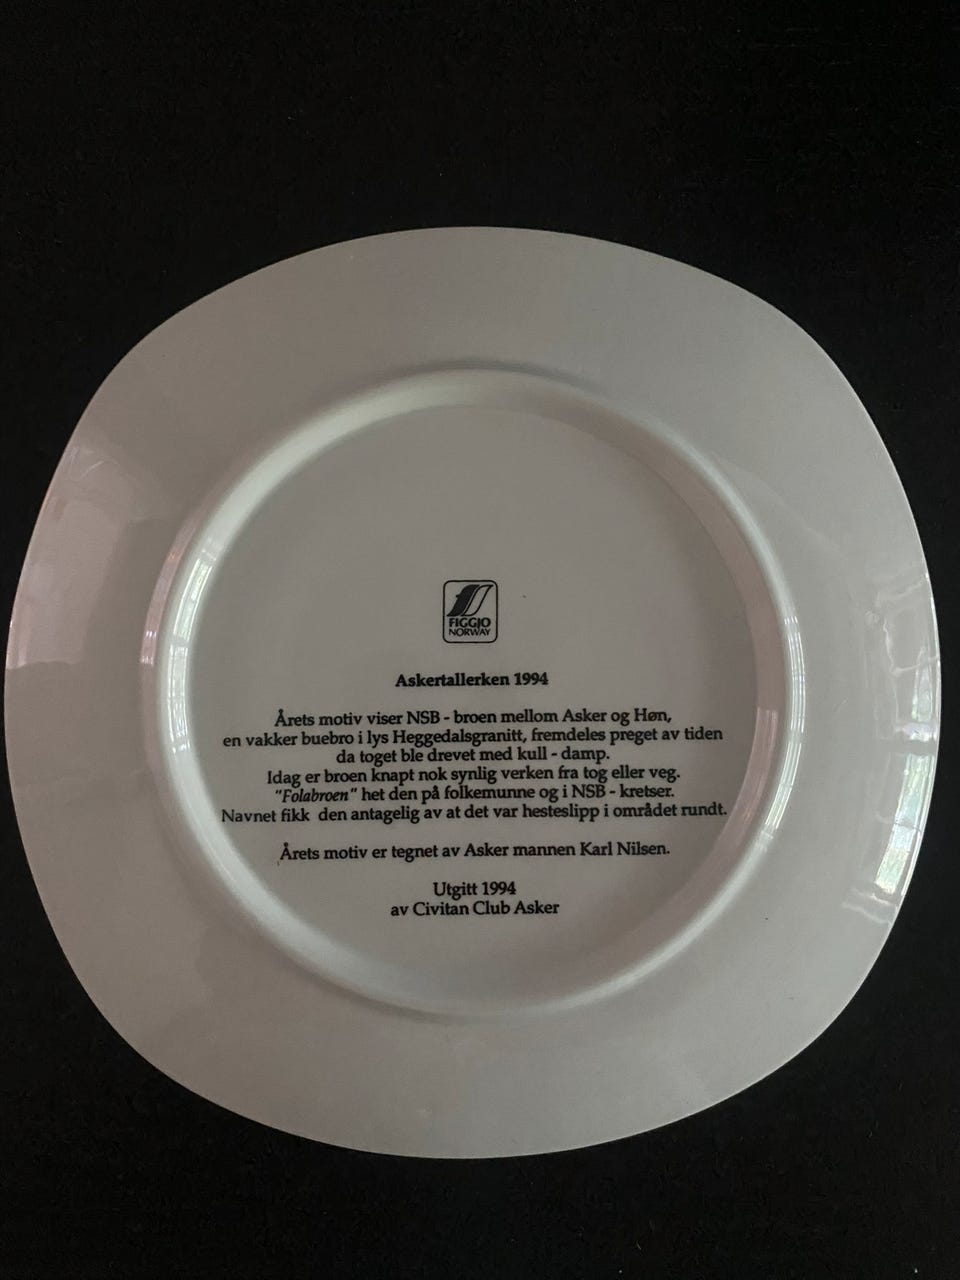 FIGGJO
NORWAY
Askertallerken 1994
Årets motiv viser NSB - broen mellom Asker og Høn,
en vakker buebro i lys Heggedalsgranitt, fremdeles preget av tiden
da toget ble drevet med kull - damp.
Idag er broen knapt nok synlig verken fra tog eller veg.
"Folabroen" het den på folkemunne og i NSB - kretser.
Navnet fikk den antagelig av at det var hesteslipp i området rundt.
Årets motiv er tegnet av Asker mannen Karl Nilsen.
Utgitt 1994
av Civitan Club Asker